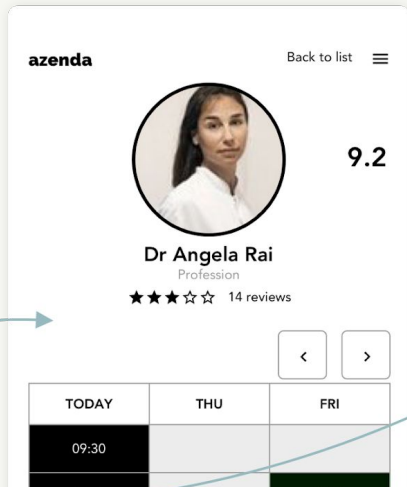 azenda
Back to list
9.2
Dr Angela Rai
Profession
14 reviews
TODAY THU FRI
09:30